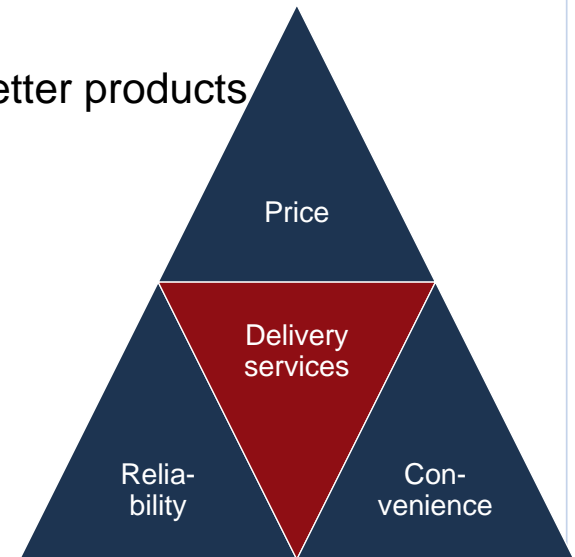 etter products
Price
Delivery
services
Relia-
bility
Con-
venience